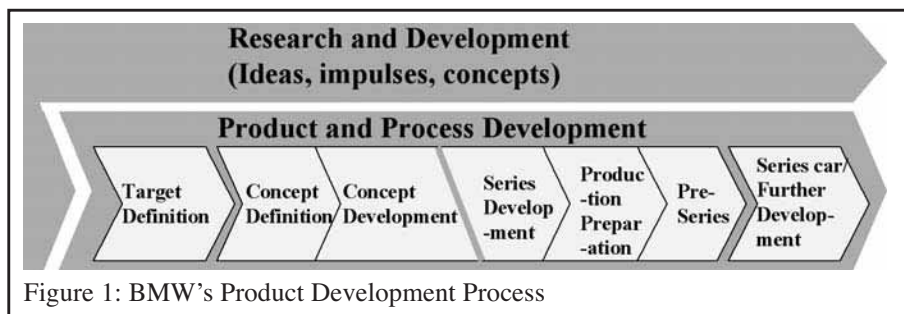 Research and Development
(Ideas, impulses, concepts)
Product and Process Development
Target
Definition
Concept
Definition
Concept
Development
Series
Develop
-ment
Produc
-tion
Prepar
-ation
Pre-
Series
Series car/
Further
Develop-
ment
Figure 1: BMW's Product Development Process